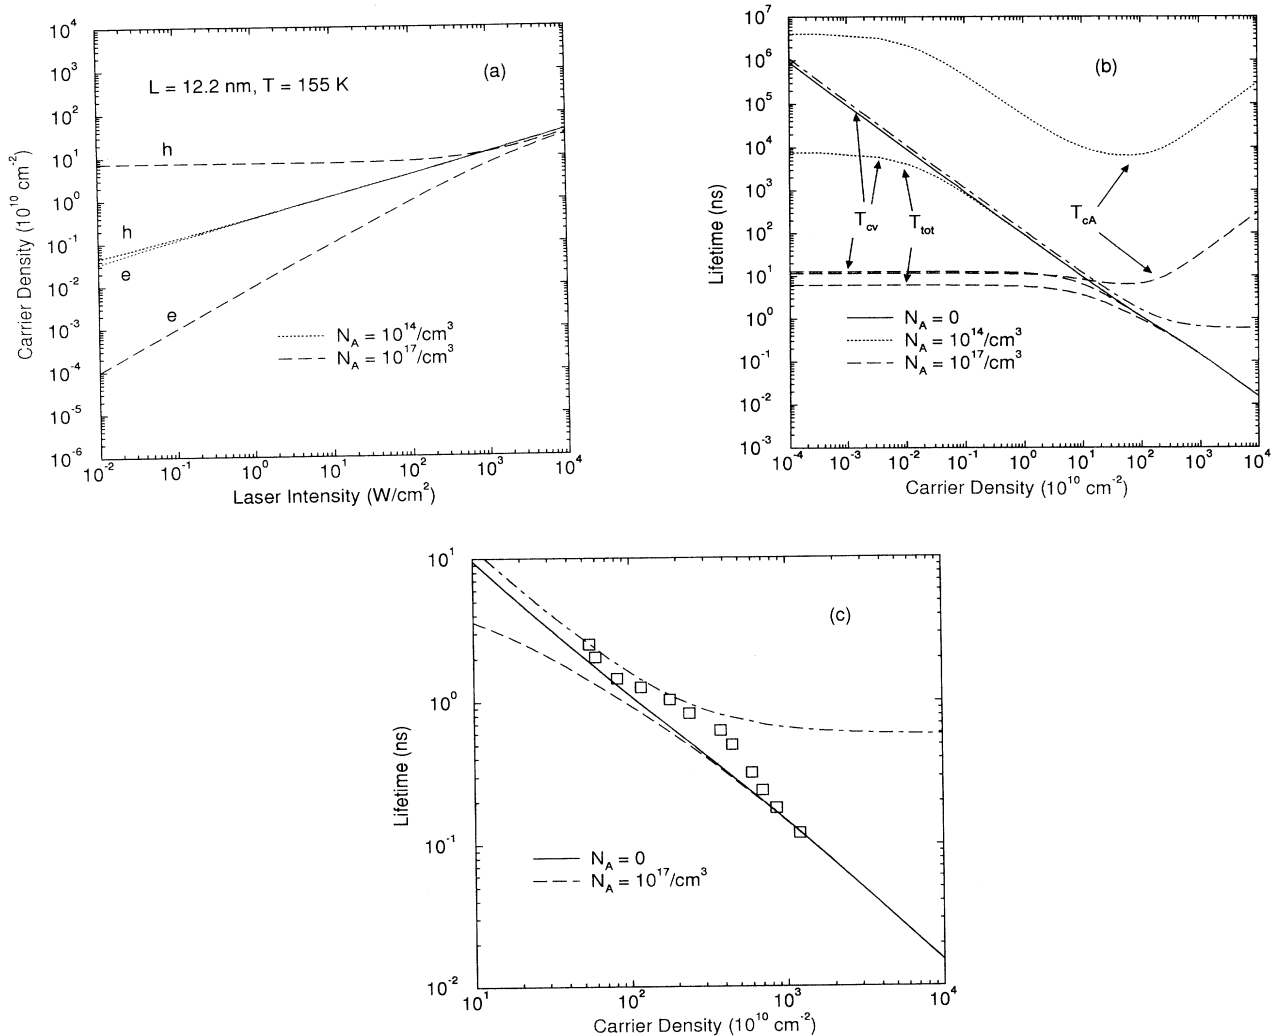 (a)
L = 12.2 nm, T = 155 K
h
h
e
e
N_A = 10^14/cm^3
N_A = 10^17/cm^3
10^4
10^3
10^2
10^1
10^0
10^-1
10^-2
10^-3
10^-4
10^-5
10^-6
Carrier Density (10^10 cm^-2)
10^-2 10^-1 10^0 10^1 10^2 10^3 10^4
Laser Intensity (W/cm^2)
(b)
10^7
10^6
10^5
10^4
10^3
10^2
10^1
10^0
10^-1
10^-2
10^-3
Lifetime (ns)
T_cv T_tot T_cA
N_A = 0
N_A = 10^14/cm^3
N_A = 10^17/cm^3
10^-4 10^-3 10^-2 10^-1 10^0 10^1 10^2 10^3 10^4
Carrier Density (10^10 cm^-2)
(c)
10^1
10^0
10^-1
10^-2
Lifetime (ns)
N_A = 0
N_A = 10^17/cm^3
10^1 10^2 10^3 10^4
Carrier Density (10^10 cm^-2)